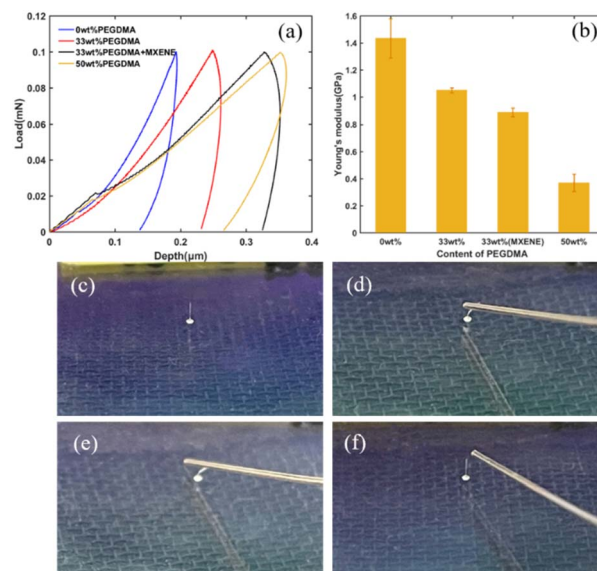 (a)
0wt%PEGDMA
33wt%PEGDMA
33wt%PEGDMA+MXENE
50wt%PEGDMA
Load(mN)
0.1
0.08
0.06
0.04
0.02
0
0
0.1
0.2
0.3
0.4
Depth(μm)
(b)
Young's modulus(GPa)
1.6
1.4
1.2
1
0.8
0.6
0.4
0.2
0
0wt%
33wt%
33wt%(MXENE)
50wt%
Content of PEGDMA
(c)
(d)
(e)
(f)